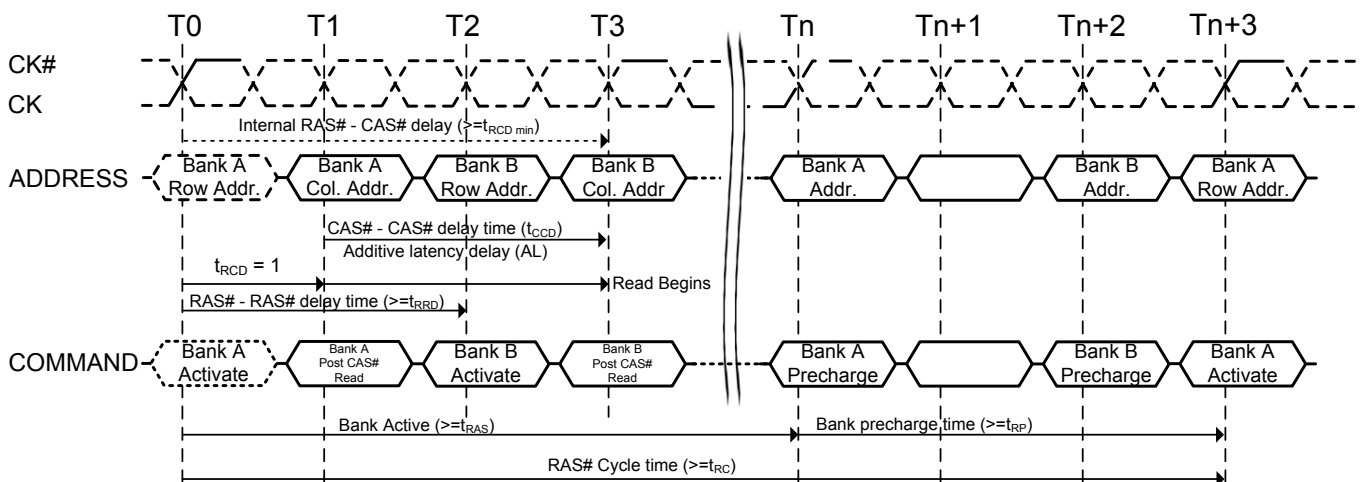 T0 T1 T2 T3 Tn Tn+1 Tn+2 Tn+3
CK#
CK
Internal RAS# - CAS# delay (>=tRCD min)
ADDRESS
Bank A
Row Addr.
Bank A
Col. Addr.
Bank B
Row Addr.
Bank B
Col. Addr
Bank A
Addr.
Bank B
Addr.
Bank A
Row Addr.
CAS# - CAS# delay time (tCCD)
Additive latency delay (AL)
tRCD = 1
Read Begins
RAS# - RAS# delay time (>=tRRD)
COMMAND
Bank A
Activate
Bank A
Post CAS#
Read
Bank B
Activate
Bank B
Post CAS#
Read
Bank A
Precharge
Bank B
Precharge
Bank A
Activate
Bank Active (>=tRAS)
Bank precharge time (>=tRP)
RAS# Cycle time (>=tRC)